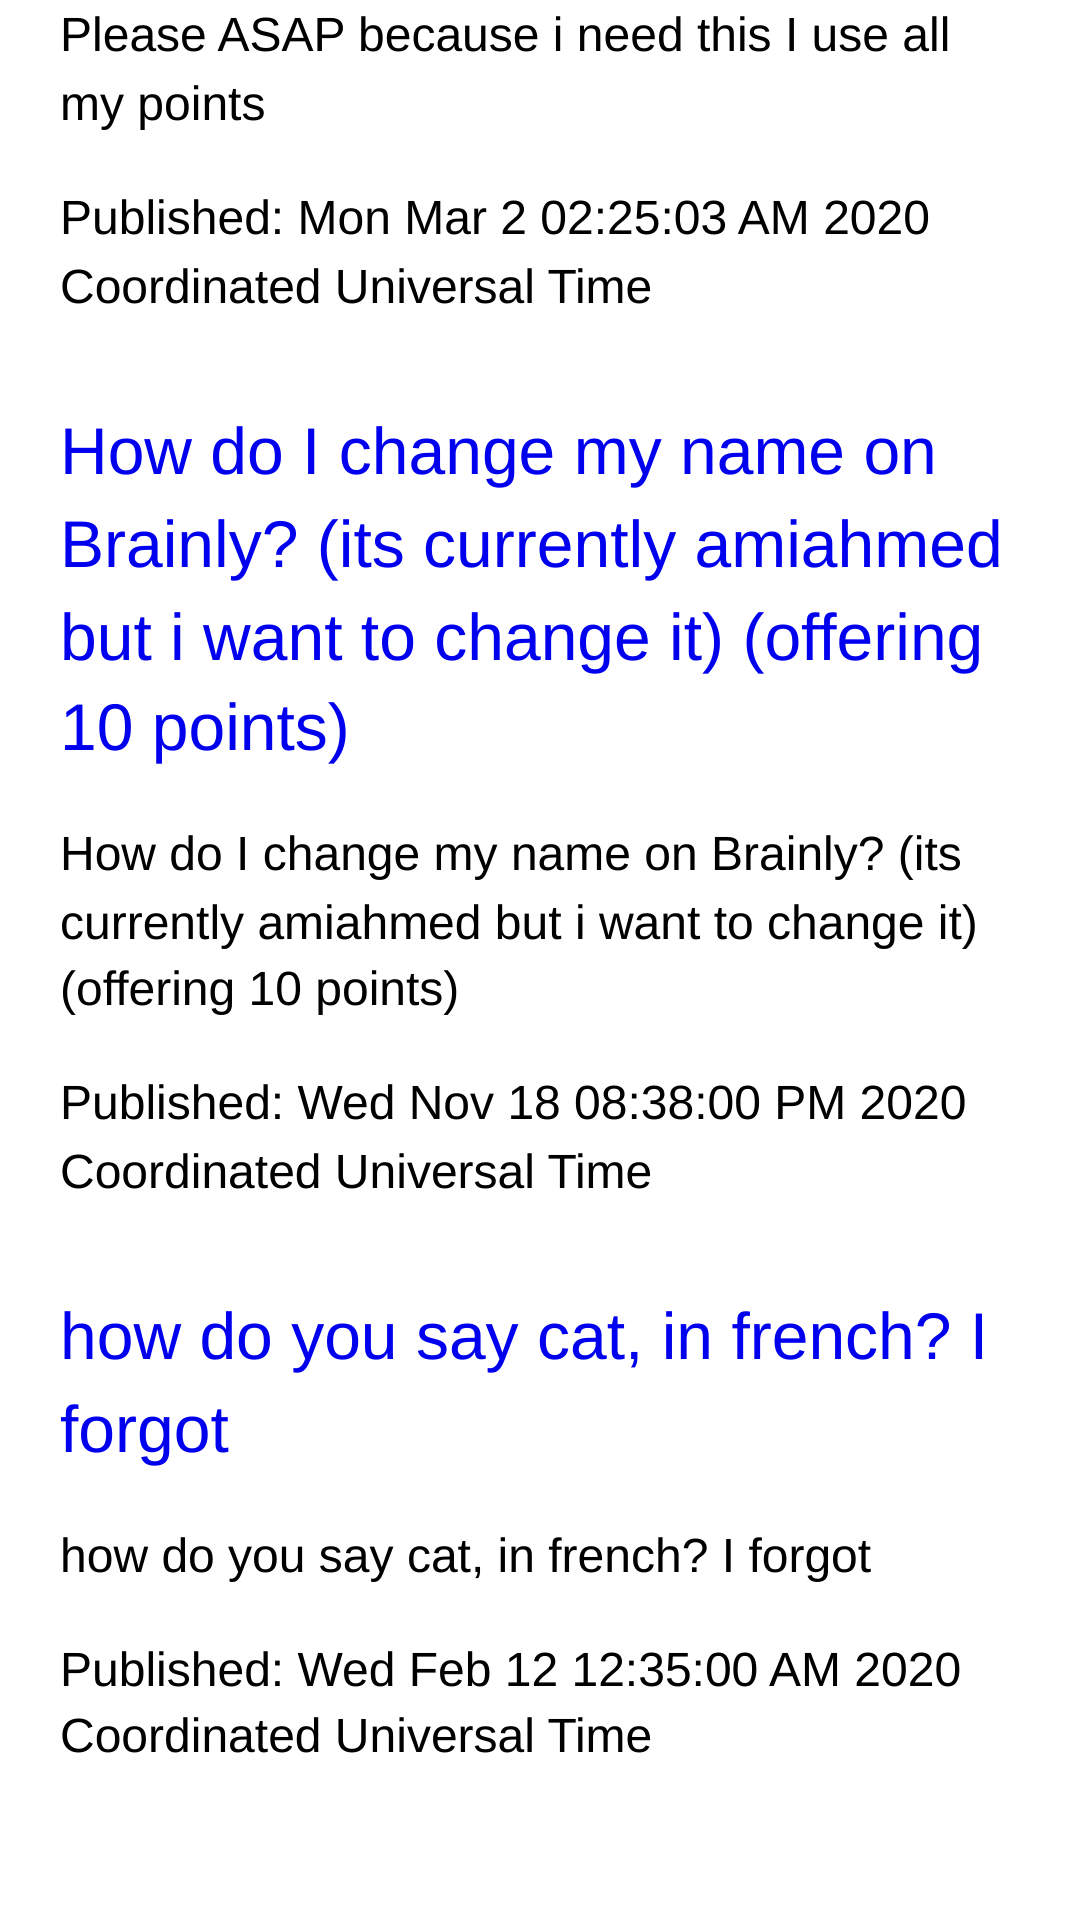 Please ASAP because i need this I use all
my points
Published: Mon Mar 2 02:25:03 AM 2020
Coordinated Universal Time
How do I change my name on
Brainly? (its currently amiahmed
but i want to change it) (offering
10 points)
How do I change my name on Brainly? (its
currently amiahmed but i want to change it)
(offering 10 points)
Published: Wed Nov 18 08:38:00 PM 2020
Coordinated Universal Time
how do you say cat, in french? I
forgot
how do you say cat, in french? I forgot
Published: Wed Feb 12 12:35:00 AM 2020
Coordinated Universal Time